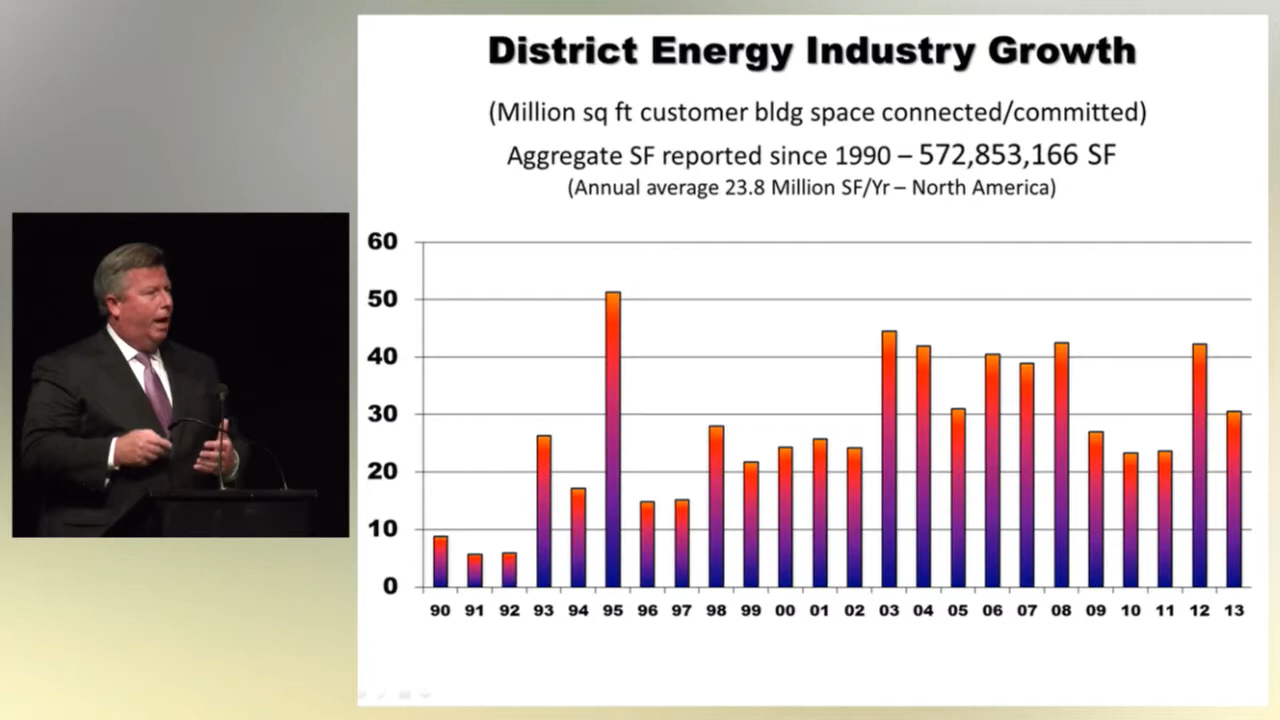 District Energy Industry Growth
(Million sq ft customer bldg space connected/committed)
Aggregate SF reported since 1990 – 572,853,166 SF
(Annual average 23.8 Million SF/Yr – North America)
60
50
40
30
20
10
0
90 91 92 93 94 95 96 97 98 99 00 01 02 03 04 05 06 07 08 09 10 11 12 13